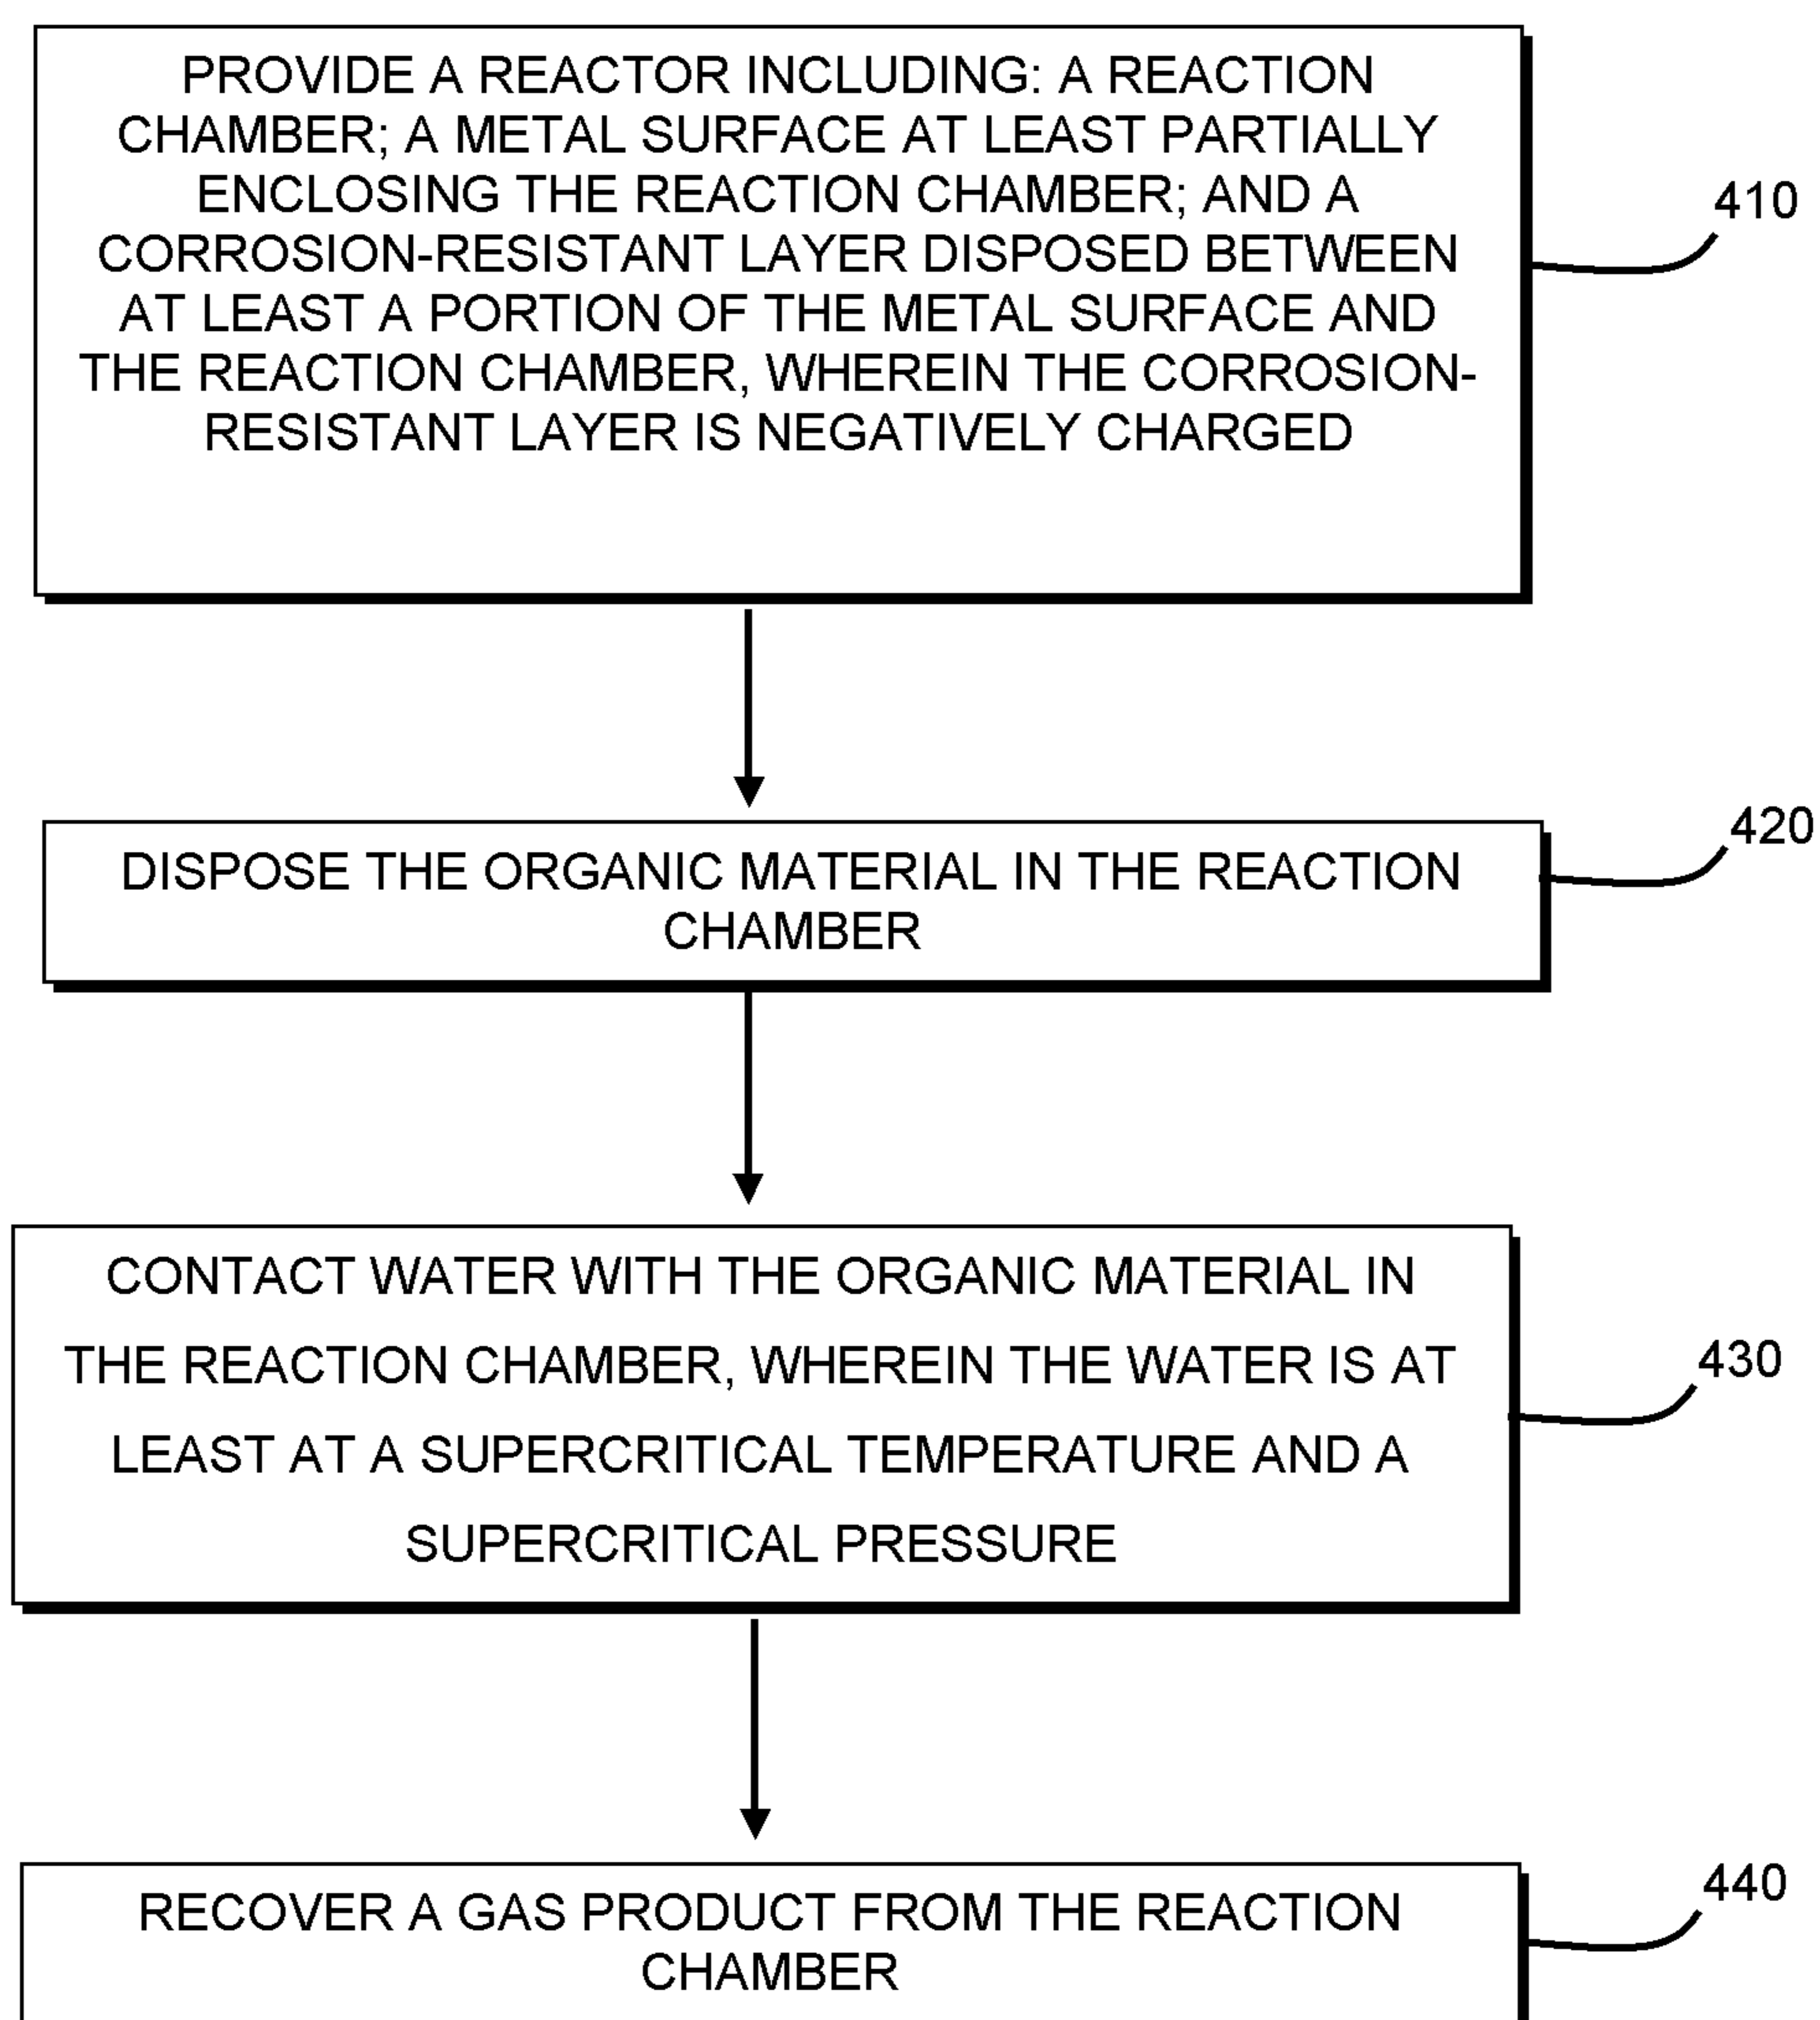 PROVIDE A REACTOR INCLUDING: A REACTION
CHAMBER; A METAL SURFACE AT LEAST PARTIALLY
ENCLOSING THE REACTION CHAMBER; AND A
CORROSION-RESISTANT LAYER DISPOSED BETWEEN
AT LEAST A PORTION OF THE METAL SURFACE AND
THE REACTION CHAMBER, WHEREIN THE CORROSION-
RESISTANT LAYER IS NEGATIVELY CHARGED
410
DISPOSE THE ORGANIC MATERIAL IN THE REACTION
CHAMBER
420
CONTACT WATER WITH THE ORGANIC MATERIAL IN
THE REACTION CHAMBER, WHEREIN THE WATER IS AT
LEAST AT A SUPERCRITICAL TEMPERATURE AND A
SUPERCRITICAL PRESSURE
430
RECOVER A GAS PRODUCT FROM THE REACTION
CHAMBER
440